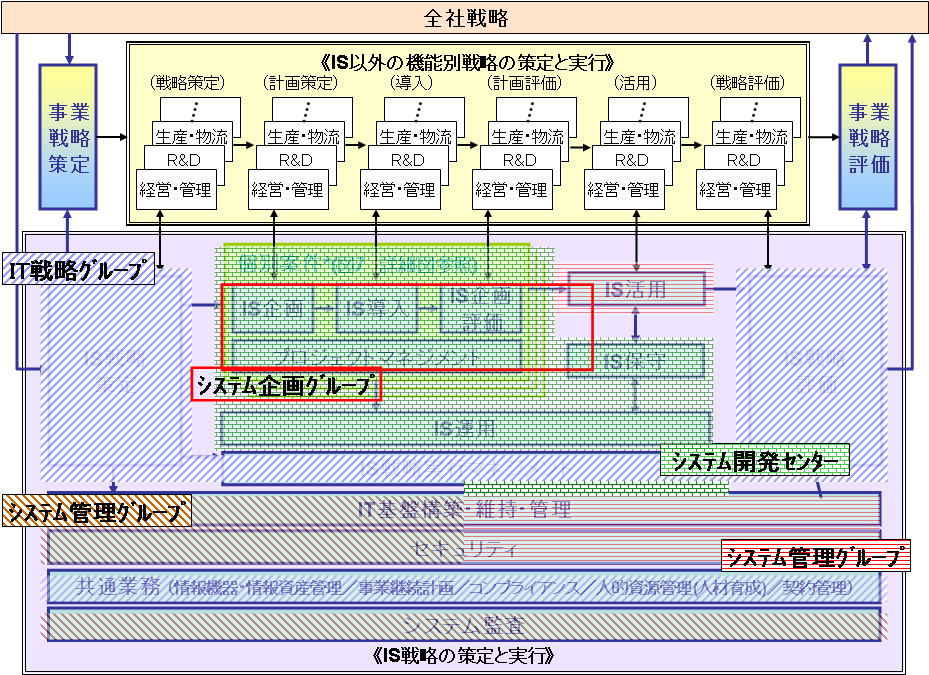 全社戦略
《IS以外の機能別戦略の策定と実行》
(戦略策定)
(計画策定)
(導入)
(計画評価)
(活用)
(戦略評価)
事業
戦略
策定
生産・物流
R&D
経営・管理
生産・物流
R&D
経営・管理
生産・物流
R&D
経営・管理
生産・物流
R&D
経営・管理
生産・物流
R&D
経営・管理
生産・物流
R&D
経営・管理
事業
戦略
評価
IT戦略グループ
個別案件
IS企画
IS導入
IS企画
評価
IS活用
プロジェクトマネジメント
IS保守
IS戦略
システム企画グループ
IS運用
システム開発センター
システム管理グループ
IT基盤構築・維持・管理
セキュリティ
システム管理グループ
共通業務(情報機器・情報資産管理／事業継続計画／コンプライアンス／人的資源管理(人材育成)／契約管理)
システム監査
《IS戦略の策定と実行》